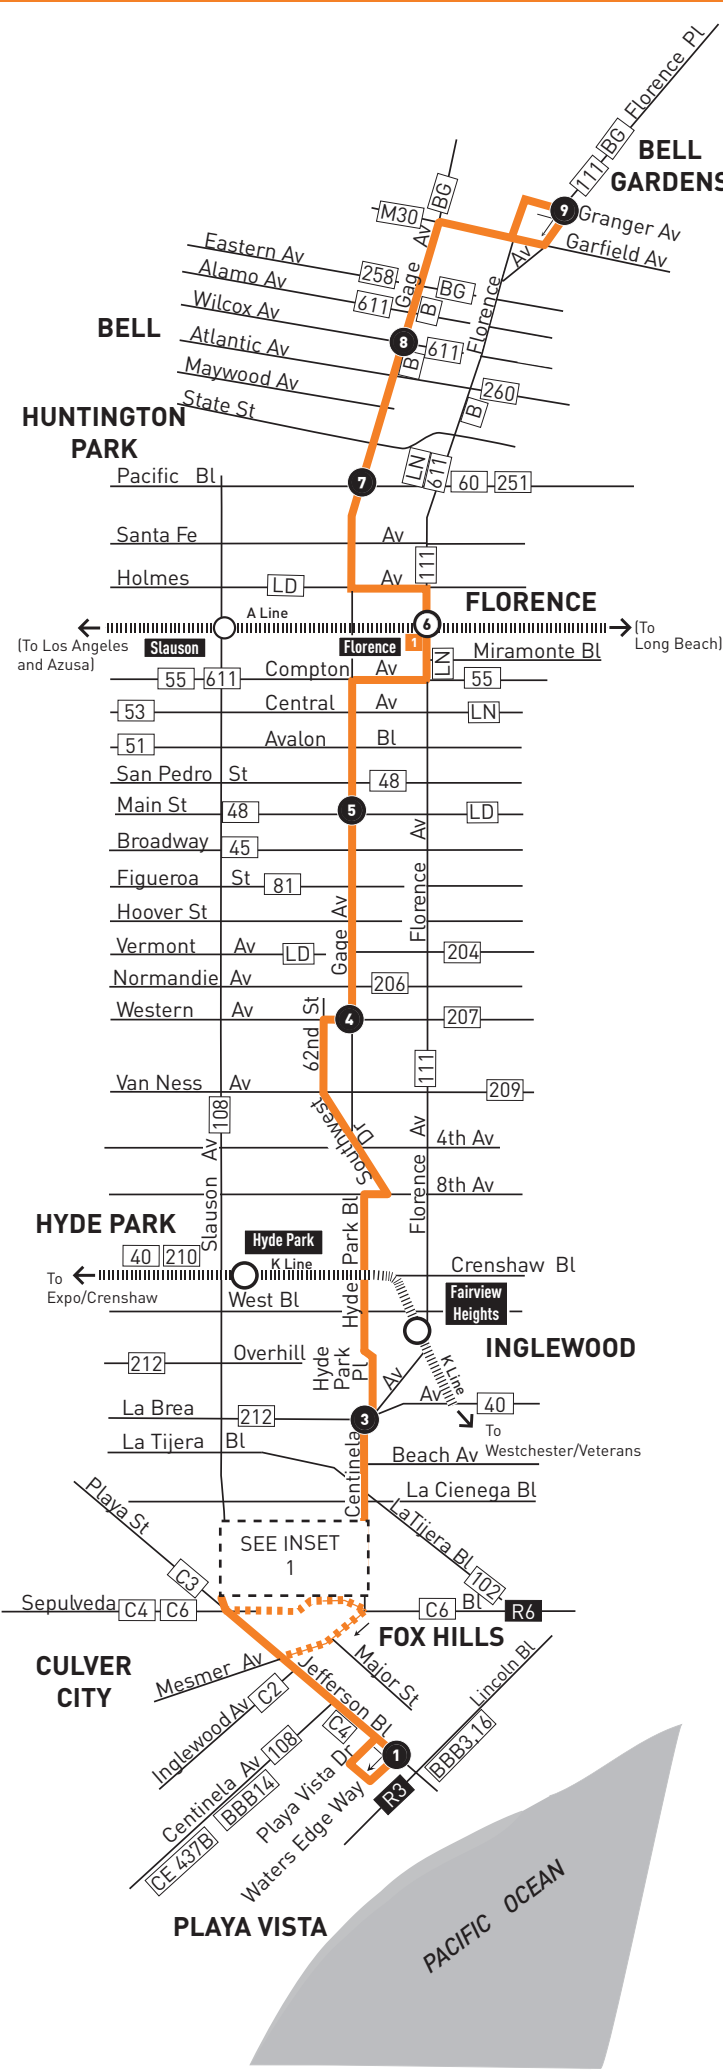 Florence Pl
BG
111
BELL
GARDENS
9
Granger Av
Garfield Av
BG
M30
Av
Gage
Av
Florence
Eastern Av
258
BG
Alamo Av
611
B
Wilcox Av
8
611
B
BELL
Atlantic Av
260
B
Maywood Av
State St
HUNTINGTON
PARK
LN
611
Pacific Bl
7
60
251
Santa Fe Av
111
Holmes
LD
Av
FLORENCE
A Line
6
(To Los Angeles
and Azusa)
Slauson
Florence
1
(To
Long Beach)
LN
Miramonte Bl
55
611
Compton Av
55
53
Central Av
LN
51
Avalon Bl
San Pedro St
48
Main St
48
5
LD
Broadway
45
Av
Florence
Figueroa St
81
Hoover St
Gage Av
Vermont Av
LD
204
Normandie Av
206
Western Av
62nd St
4
207
111
Van Ness Av
209
108
Southwest
Dr
Av
Slauson
Av
Florence
4th Av
8th Av
HYDE PARK
Hyde Park Bl
Hyde Park
40
210
K Line
Crenshaw Bl
To
Expo/Crenshaw
West Bl
Fairview
Heights
INGLEWOOD
212
Overhill
Hyde
Park
Pl
Av
K Line
Av
40
La Brea
212
3
To
Westchester/Veterans
La Tijera Bl
Centinela
Beach Av
La Cienega Bl
Playa St
La Tijera Bl
102
SEE INSET
1
C3
Sepulveda
C4
C6
C6
Bl
R6
FOX HILLS
CULVER
CITY
Mesmer Av
Major St
Jefferson Bl
Lincoln Bl
Inglewood Av
C2
C4
1
BBB3,16
Centinela Av
108
Playa Vista Dr
R3
CE 437B
BBB14
Waters Edge Way
PLAYA VISTA
PACIFIC OCEAN